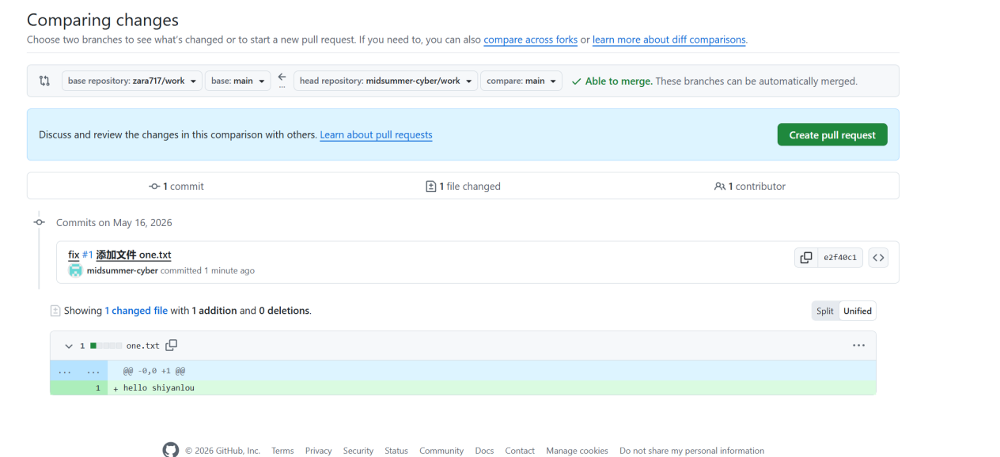 Comparing changes
Choose two branches to see what's changed or to start a new pull request. If you need to, you can also compare across forks or learn more about diff comparisons.
base repository: zara717/work base: main ... head repository: midsummer-cyber/work compare: main Able to merge. These branches can be automatically merged.
Discuss and review the changes in this comparison with others. Learn about pull requests Create pull request
1 commit 1 file changed 1 contributor
Commits on May 16, 2026
fix #1 添加文件 one.txt
e2f40c1
midsummer-cyber committed 1 minute ago
Showing 1 changed file with 1 addition and 0 deletions. Split Unified
1 one.txt
... ... @@ -0,0 +1 @@
1 + hello shiyanlou
© 2026 GitHub, Inc. Terms Privacy Security Status Community Docs Contact Manage cookies Do not share my personal information